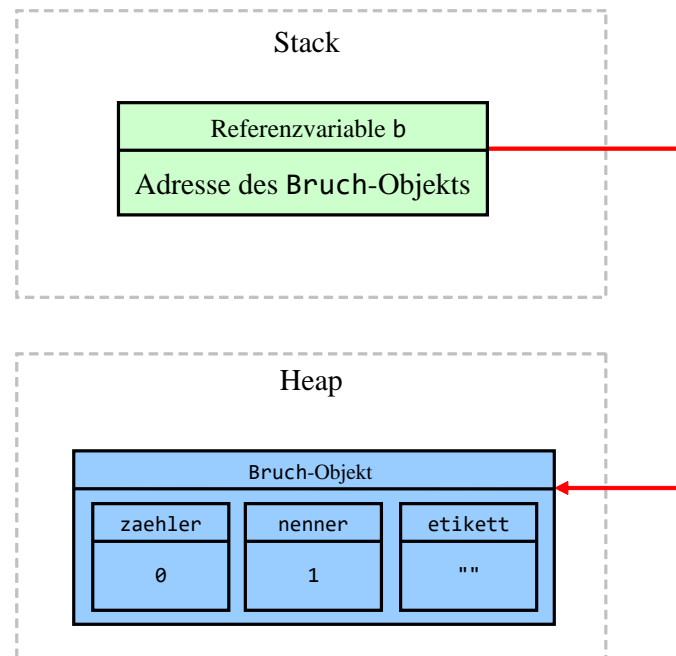 Stack
Referenzvariable b
Adresse des Bruch-Objekts
Heap
Bruch-Objekt
zaehler nenner etikett
0 1 ""